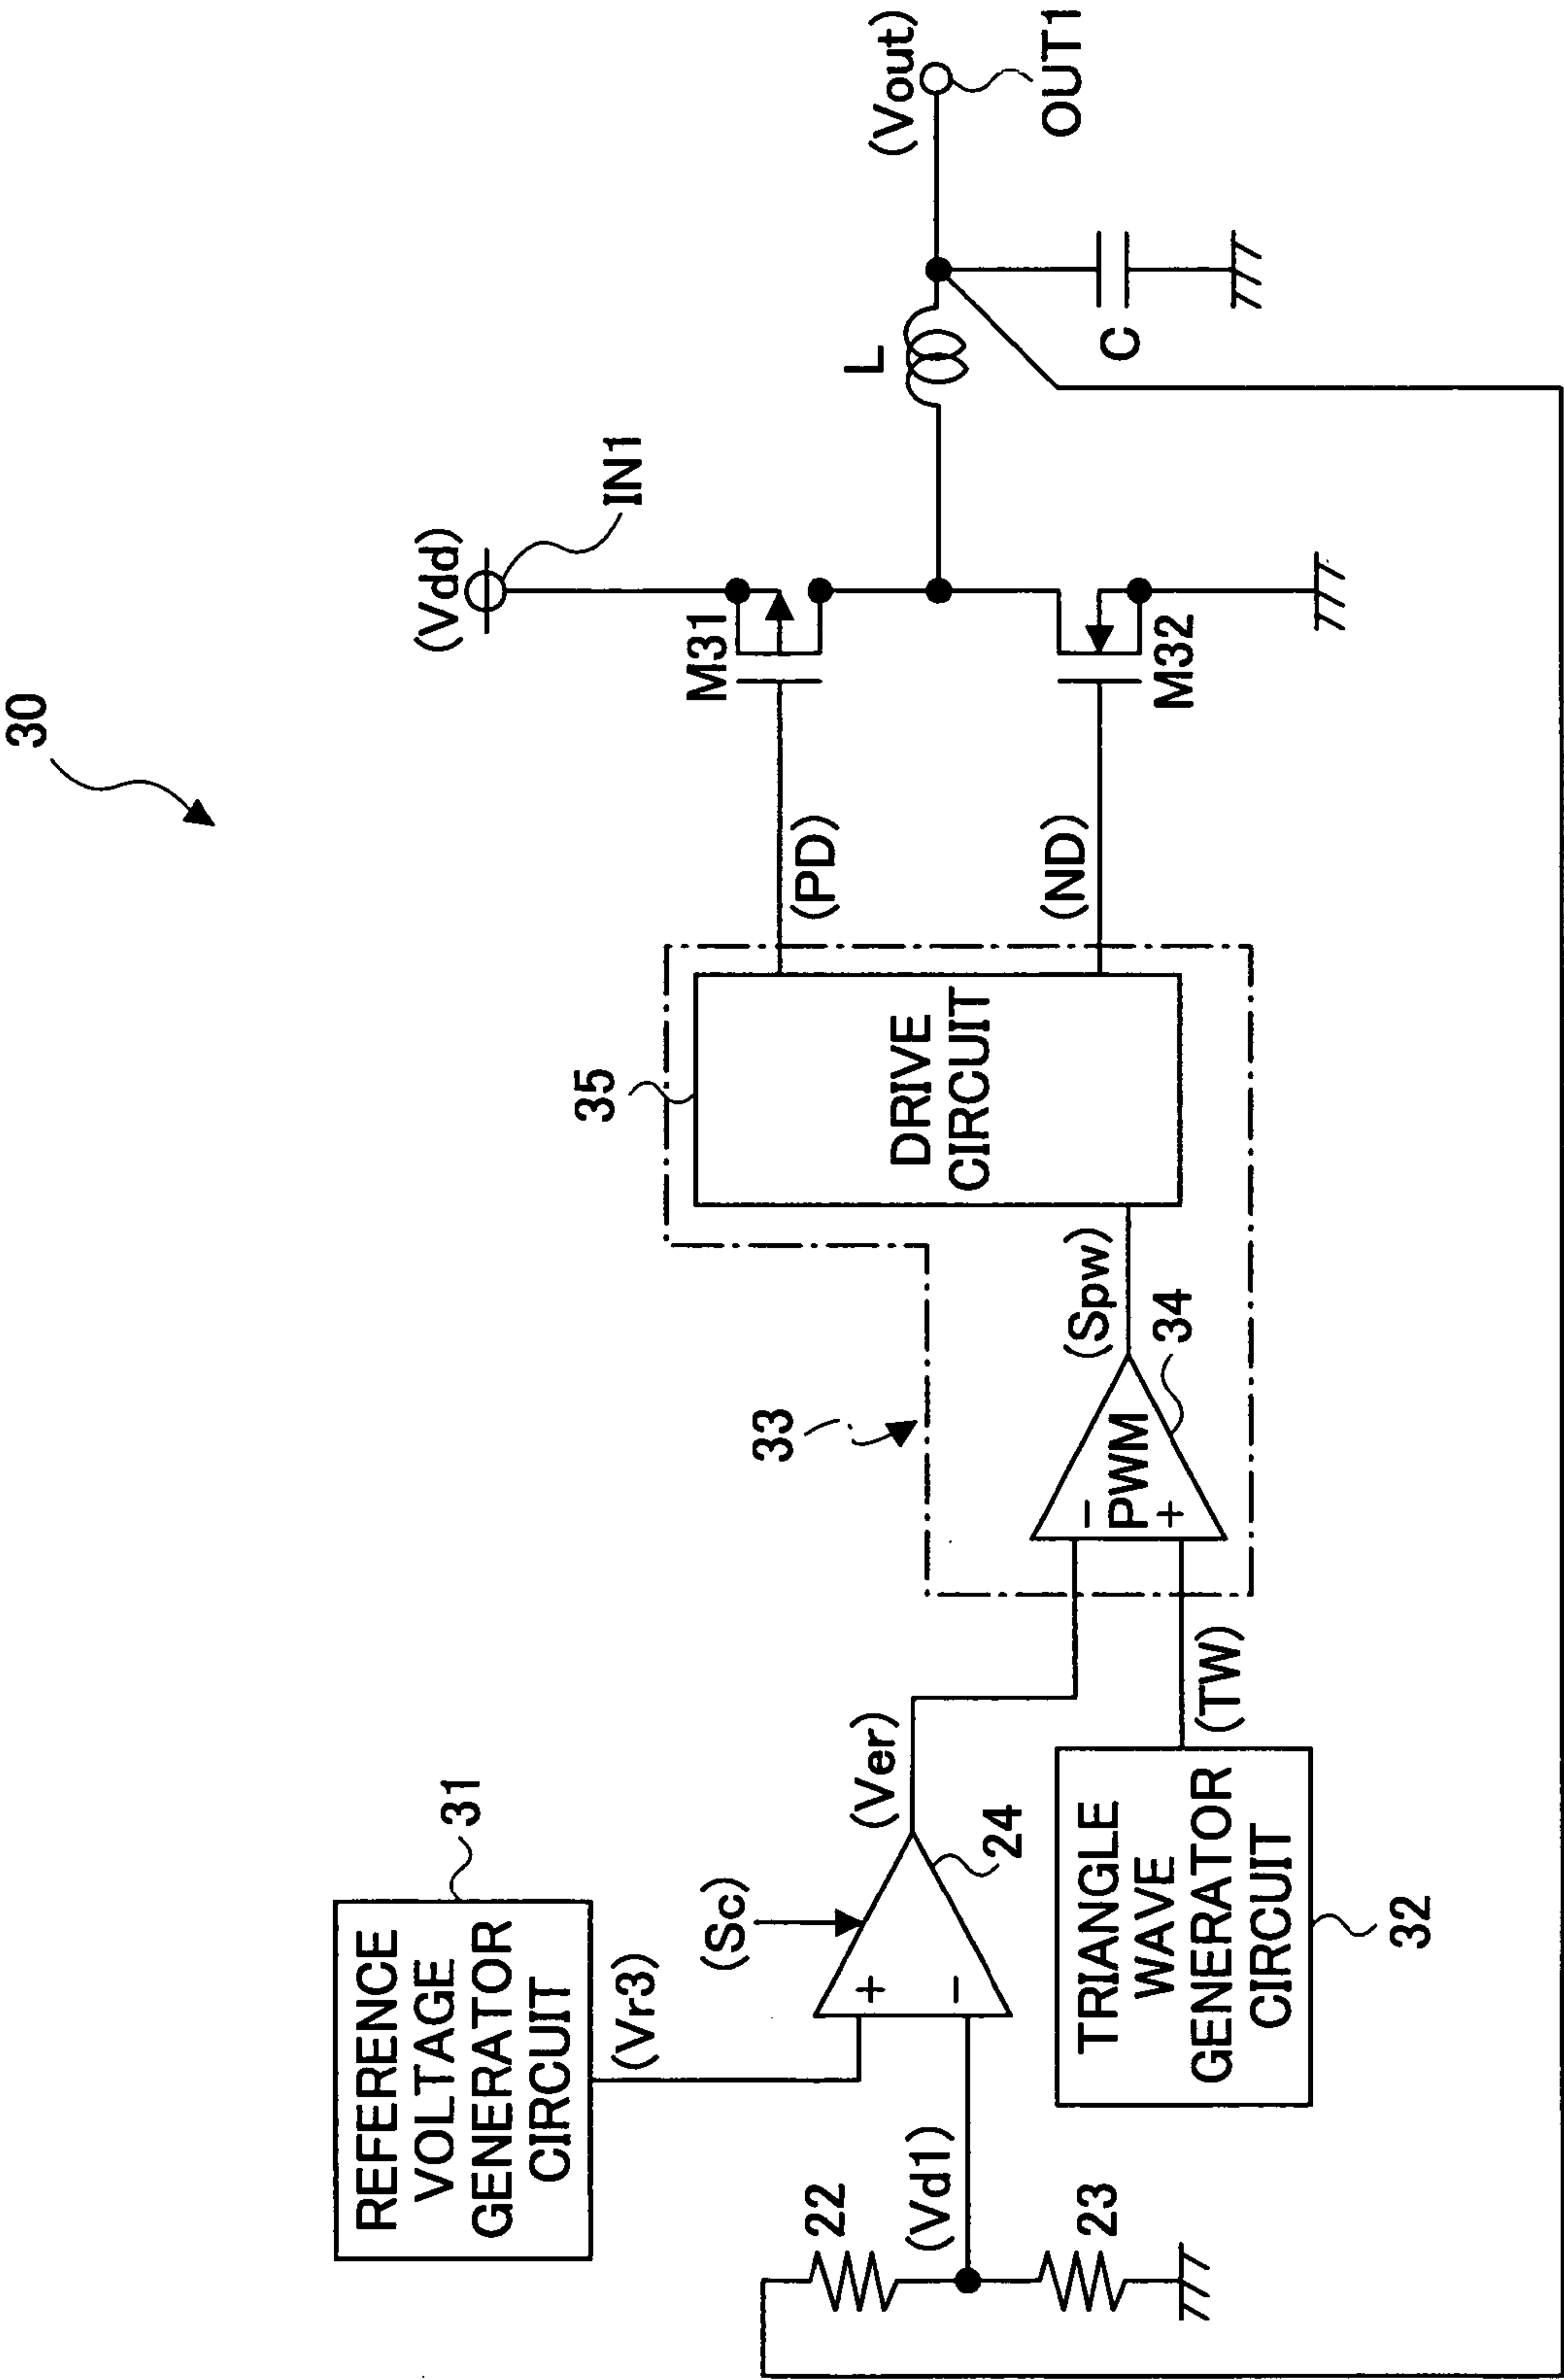 30
REFERENCE
VOLTAGE
GENERATOR
CIRCUIT
31
(Vr3)
(Sc)
+
−
24
(Ver)
22
(Vd1)
23
TRIANGLE
WAVE
GENERATOR
CIRCUIT
32
(TW)
33
−
PWM
+
34
(Spw)
35
DRIVE
CIRCUIT
(PD)
(ND)
(Vdd)
IN1
M31
M32
L
C
(Vout)
OUT1